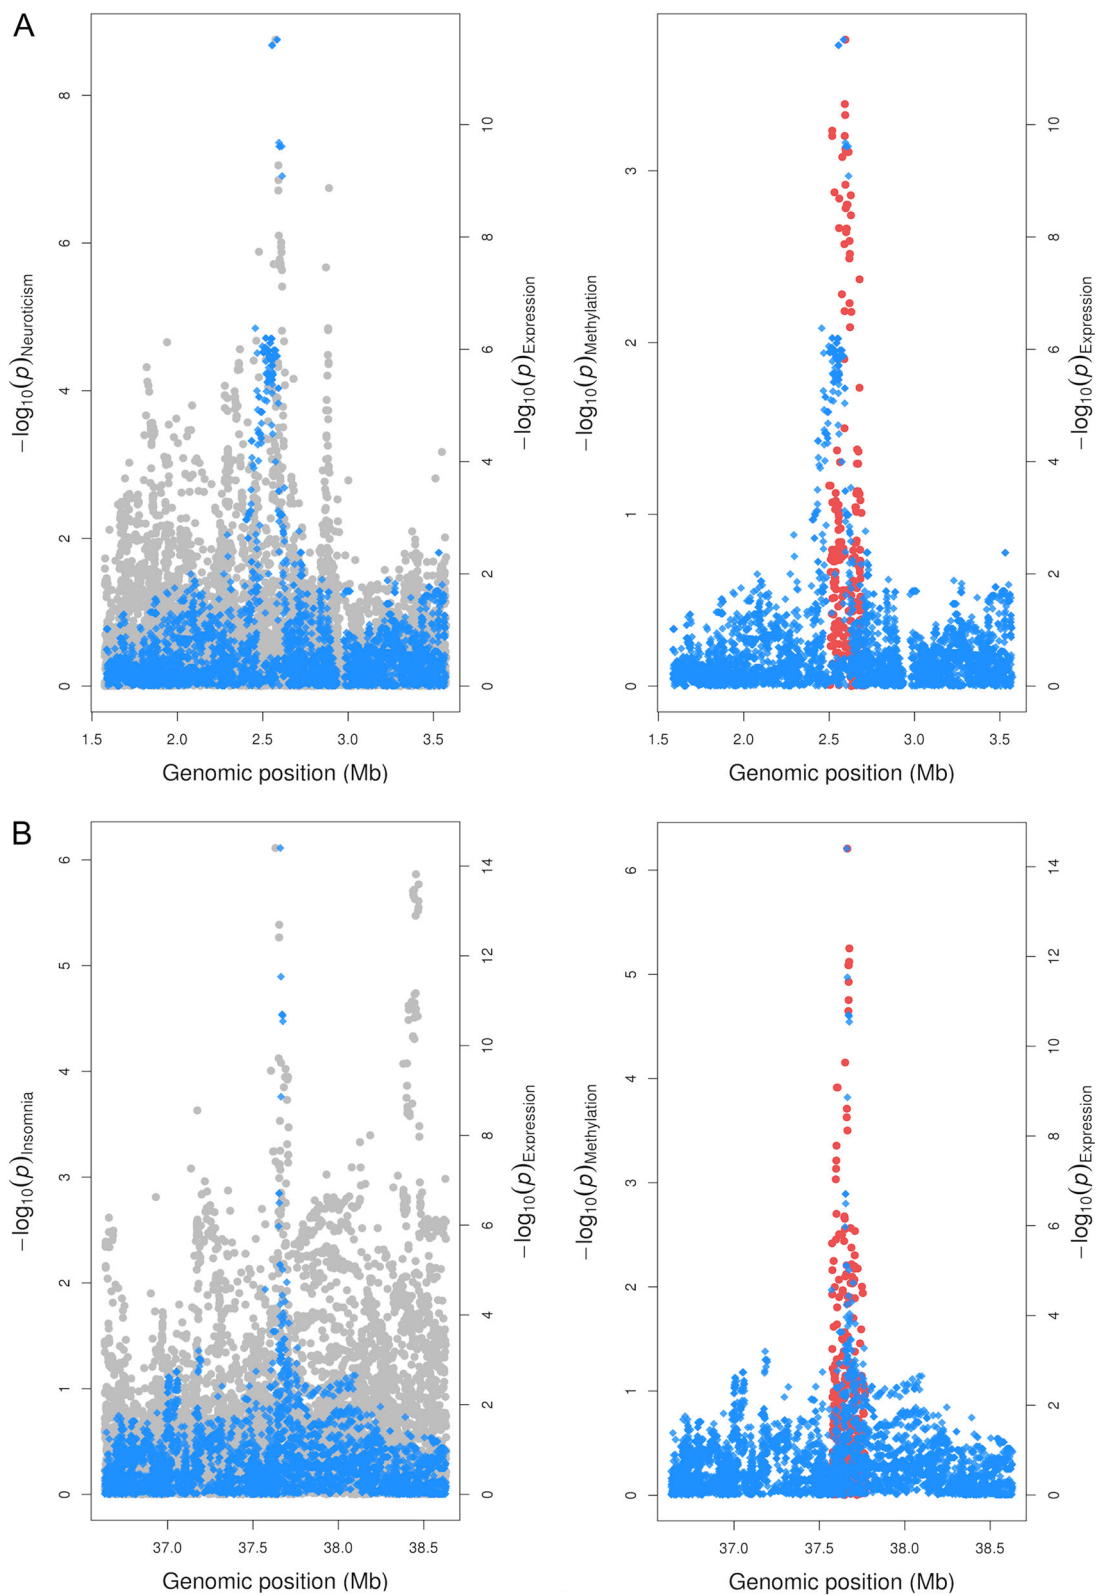 A
8
6
4
2
0
−log₁₀(p)Neuroticism
10
8
6
4
2
0
−log₁₀(p)Expression
1.5 2.0 2.5 3.0 3.5
Genomic position (Mb)
3
2
1
0
−log₁₀(p)Methylation
10
8
6
4
2
0
−log₁₀(p)Expression
1.5 2.0 2.5 3.0 3.5
Genomic position (Mb)
B
6
5
4
3
2
1
0
−log₁₀(p)Insomnia
14
12
10
8
6
4
2
0
−log₁₀(p)Expression
37.0 37.5 38.0 38.5
Genomic position (Mb)
6
5
4
3
2
1
0
−log₁₀(p)Methylation
14
12
10
8
6
4
2
0
−log₁₀(p)Expression
37.0 37.5 38.0 38.5
Genomic position (Mb)